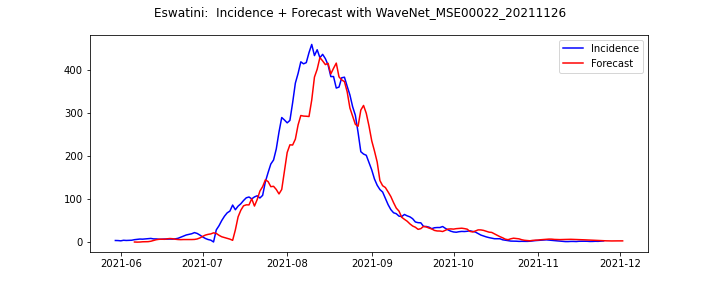 Eswatini:  Incidence + Forecast with WaveNet_MSE00022_20211126
Incidence
Forecast
400
300
200
100
0
2021-06 2021-07 2021-08 2021-09 2021-10 2021-11 2021-12